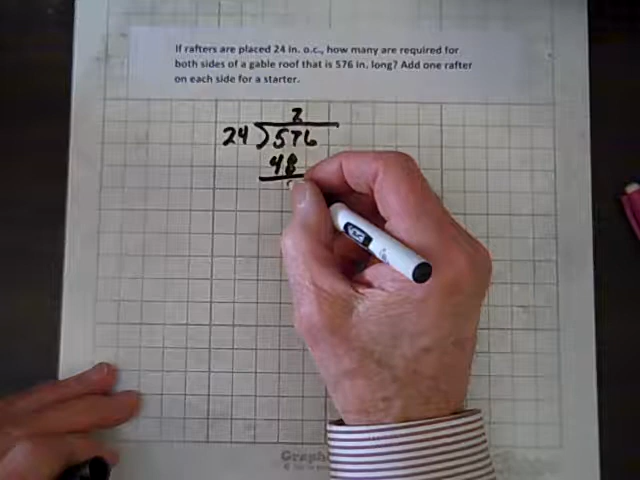 If rafters are placed 24 in. o.c., how many are required for
both sides of a gable roof that is 576 in. long? Add one rafter
on each side for a starter.
2
24 576
48
Graph